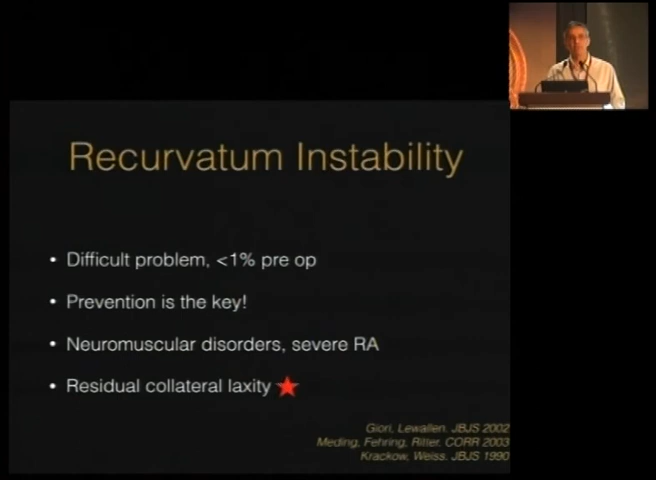 Recurvatum Instability
• Difficult problem, <1% pre op
• Prevention is the key!
• Neuromuscular disorders, severe RA
• Residual collateral laxity ★
Giori, Lewallen. JBJS 2002
Meding, Fehring, Ritter, CORR 2003
Krackow, Weiss. JBJS 1990